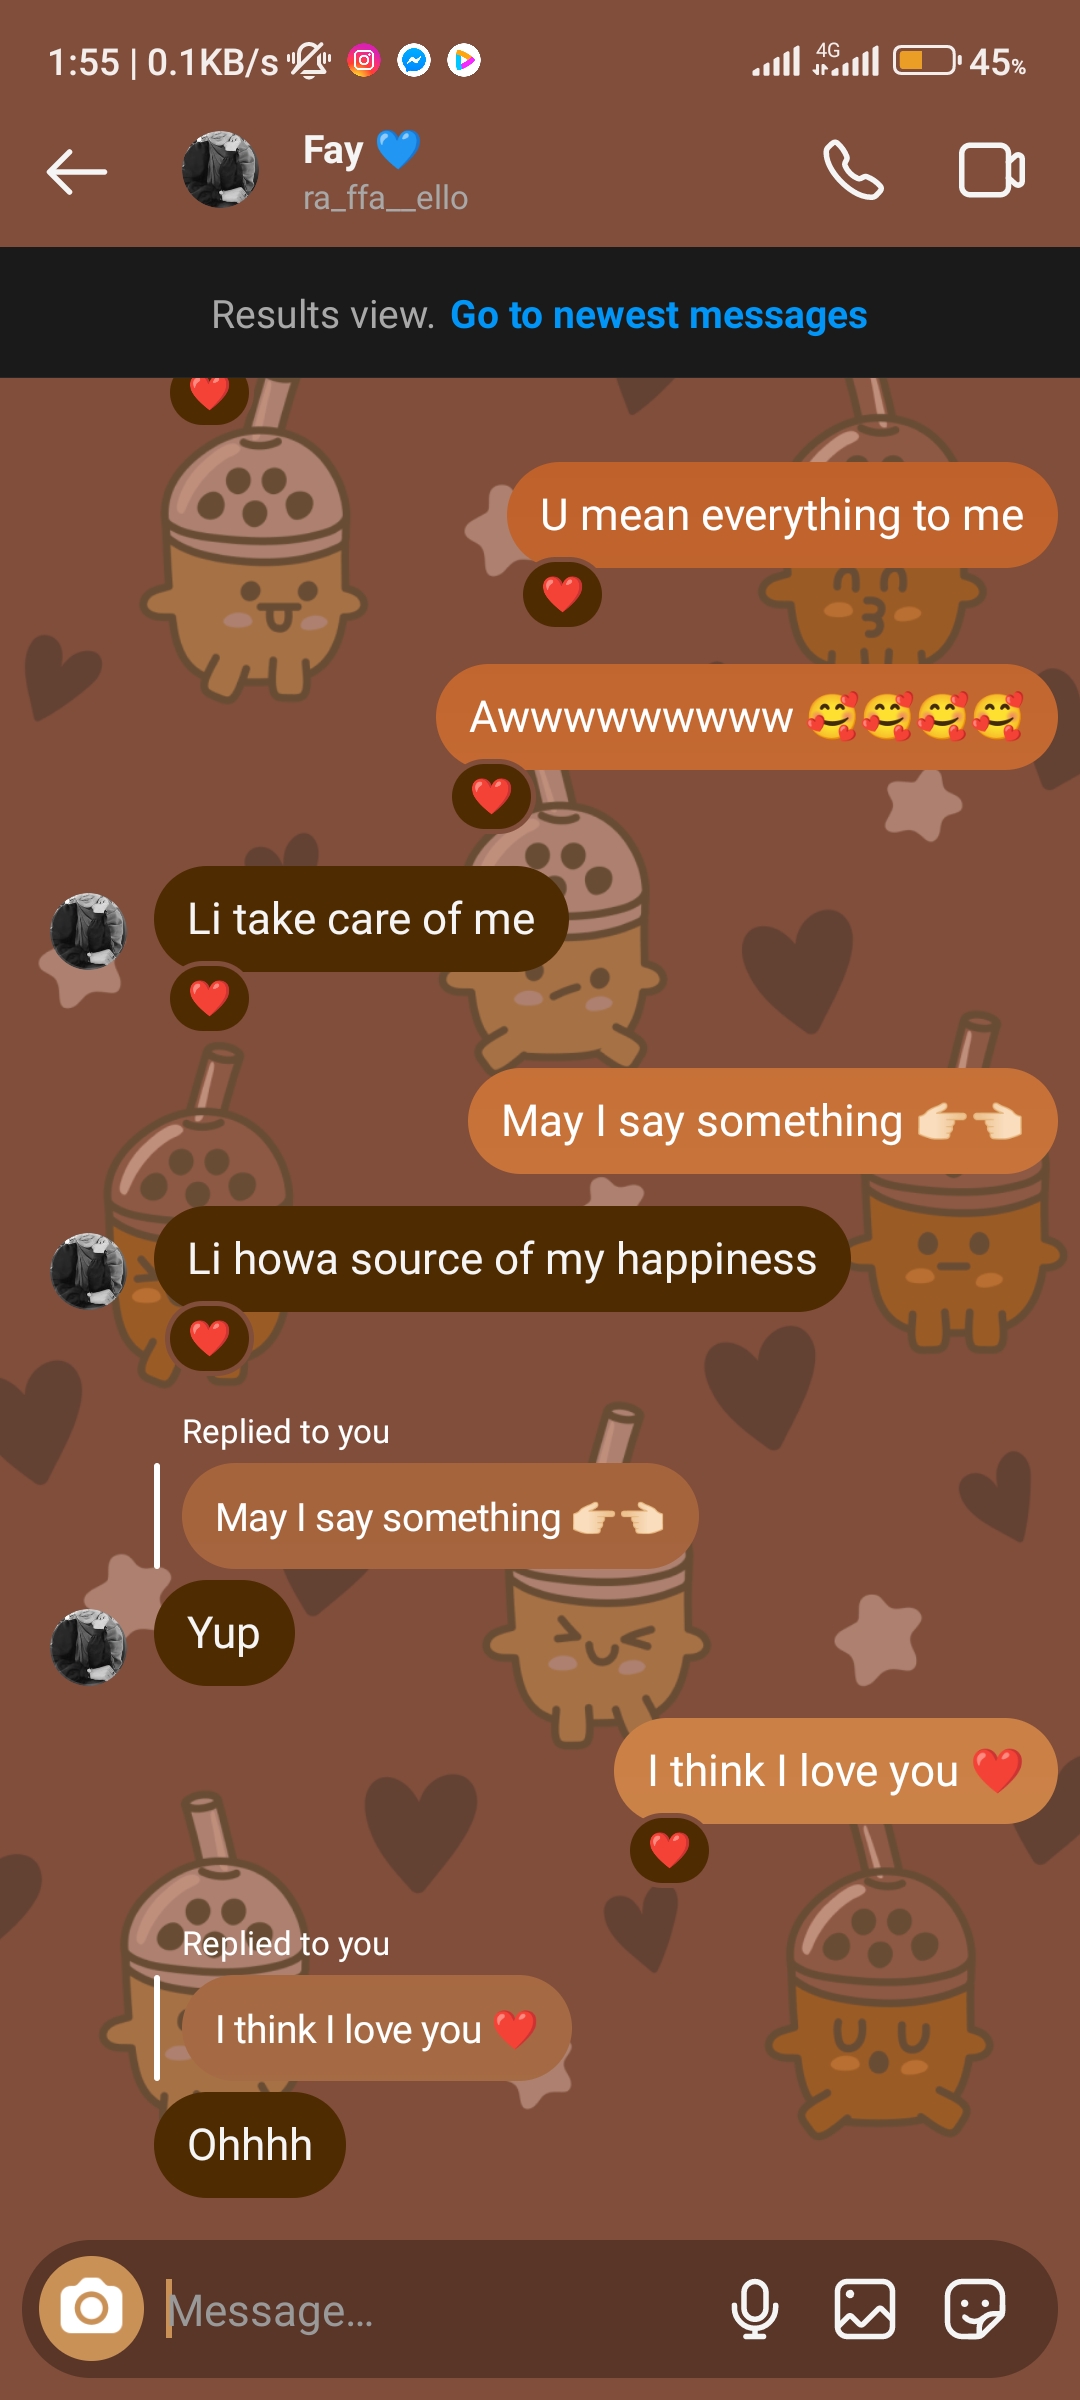 1:55 | 0.1KB/s
4G
45%
Fay 💙
ra_ffa__ello
Results view. Go to newest messages
❤️
U mean everything to me
❤️
Awwwwwwwww 🥰🥰🥰🥰
❤️
Li take care of me
❤️
May I say something 👉🏻👈🏻
Li howa source of my happiness
❤️
Replied to you
May I say something 👉🏻👈🏻
Yup
I think I love you ❤️
❤️
Replied to you
I think I love you ❤️
Ohhhh
Message...